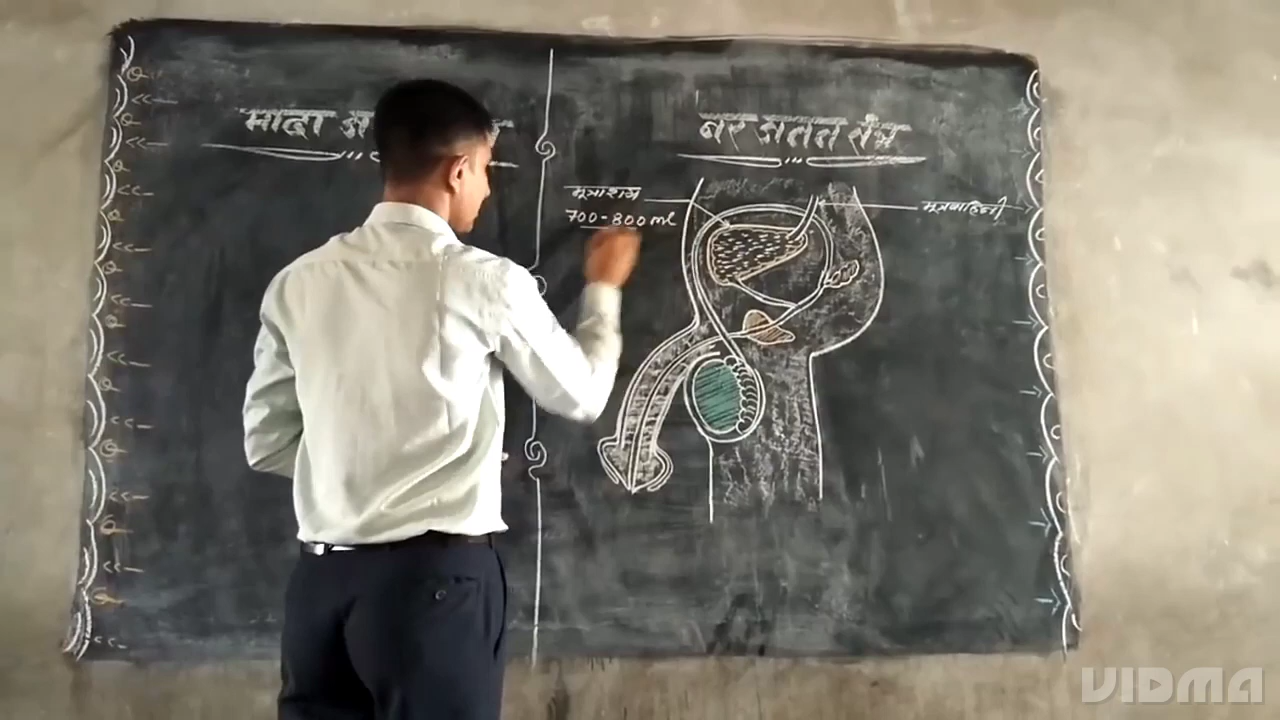 मादा
नर जनन तंत्र
मूत्राशय
700-800 ml
मूत्रवाहिनी
VIDMA